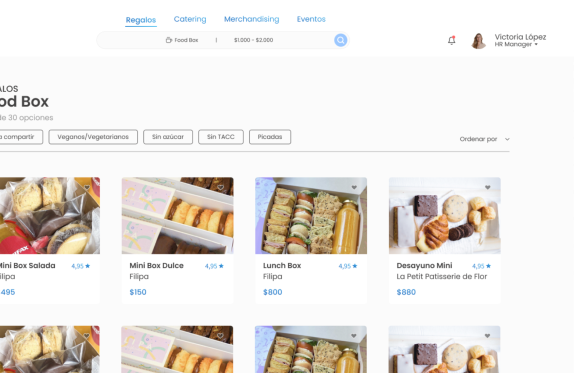 Regalos Catering Merchandising Eventos
Food Box | $1.000 - $2.000
Victoria López
HR Manager
ALOS
od Box
de 30 opciones
a compartir Veganos/Vegetarianos Sin azúcar Sin TACC Picadas
Ordenar por
Mini Box Salada 4,95 ★
Filipa
$495
Mini Box Dulce 4,95 ★
Filipa
$150
Lunch Box 4,95 ★
Filipa
$800
Desayuno Mini 4,95 ★
La Petit Patisserie de Flor
$880